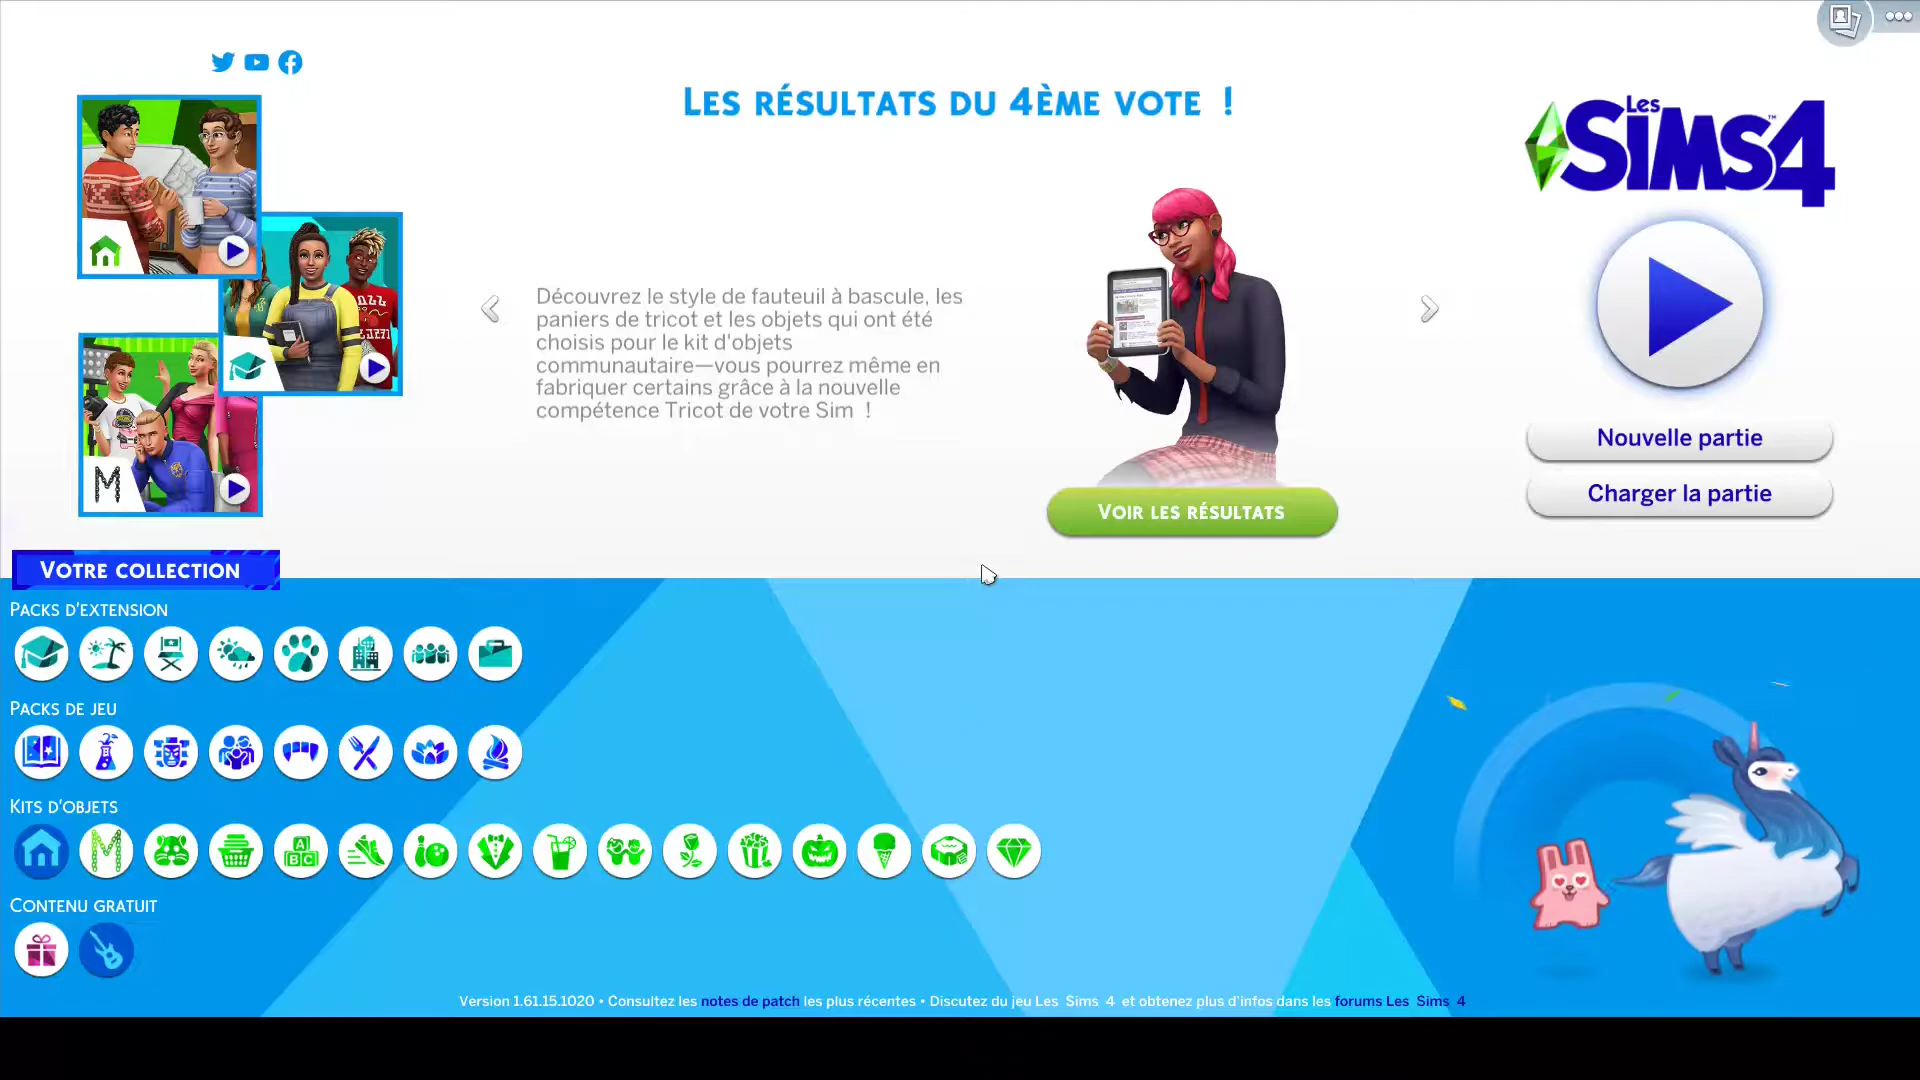 LES RÉSULTATS DU 4ÈME VOTE !
Les SiMS4
Découvrez le style de fauteuil à bascule, les
paniers de tricot et les objets qui ont été
choisis pour le kit d'objets
communautaire—vous pourrez même en
fabriquer certains grâce à la nouvelle
compétence Tricot de votre Sim !
VOIR LES RÉSULTATS
Nouvelle partie
Charger la partie
VOTRE COLLECTION
PACKS D'EXTENSION
PACKS DE JEU
KITS D'OBJETS
CONTENU GRATUIT
Version 1.61.15.1020 • Consultez les notes de patch les plus récentes • Discutez du jeu Les Sims 4 et obtenez plus d'infos dans les forums Les Sims 4